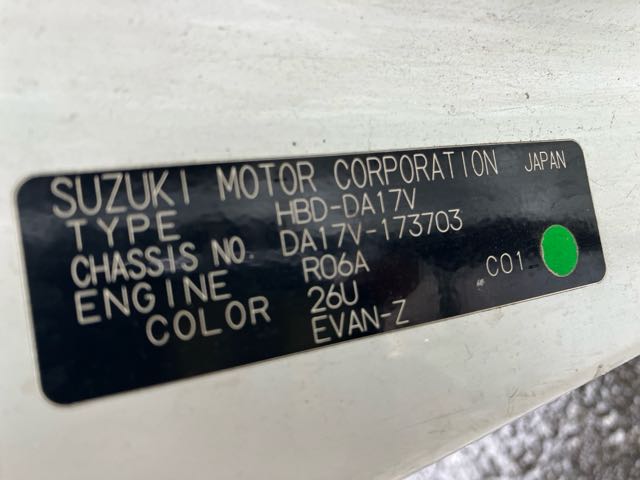 SUZUKI MOTOR CORPORATION JAPAN
TYPE HBD-DA17V
CHASSIS NO. DA17V-173703
ENGINE R06A
COLOR 26U C01
EVAN-Z